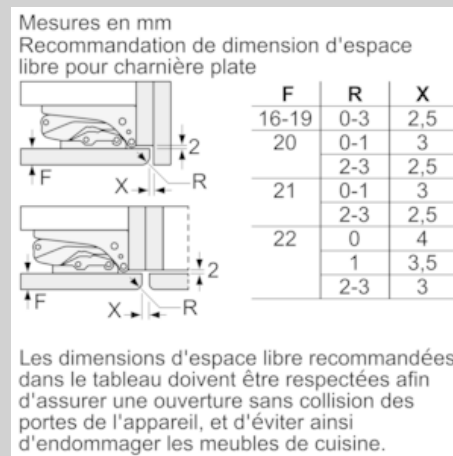 Mesures en mm
Recommandation de dimension d'espace
libre pour charnière plate
F R X
16-19 0-3 2,5
20 0-1 3
2-3 2,5
21 0-1 3
2-3 2,5
22 0 4
1 3,5
2-3 3
2
F
X
R
2
F
X
R
Les dimensions d'espace libre recommandées
dans le tableau doivent être respectées afin
d'assurer une ouverture sans collision des
portes de l'appareil, et d'éviter ainsi
d'endommager les meubles de cuisine.